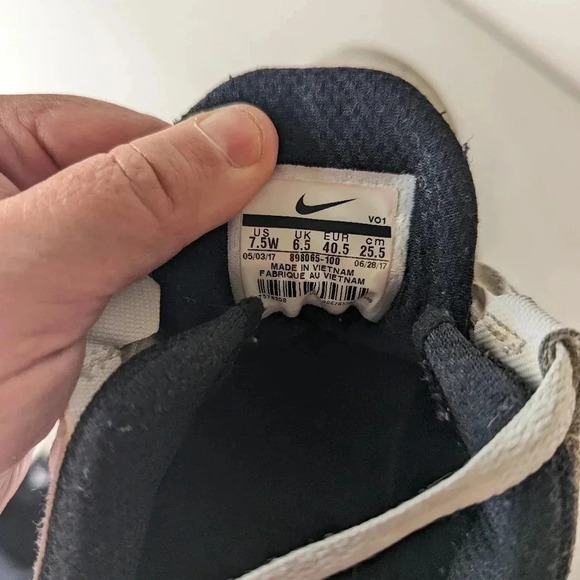 VO1
US UK EUR cm
7.5W 6.5 40.5 25.5
05/03/17 898065-100 06/28/17
MADE IN VIETNAM
FABRIQUE AU VIETNAM